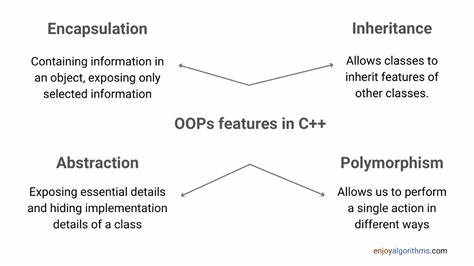 Encapsulation
Containing information in
an object, exposing only
selected information
Inheritance
Allows classes to
inherit features of
other classes.
OOPs features in C++
Abstraction
Exposing essential details
and hiding implementation
details of a class
Polymorphism
Allows us to perform
a single action in
different ways
enjoyalgorithms.com